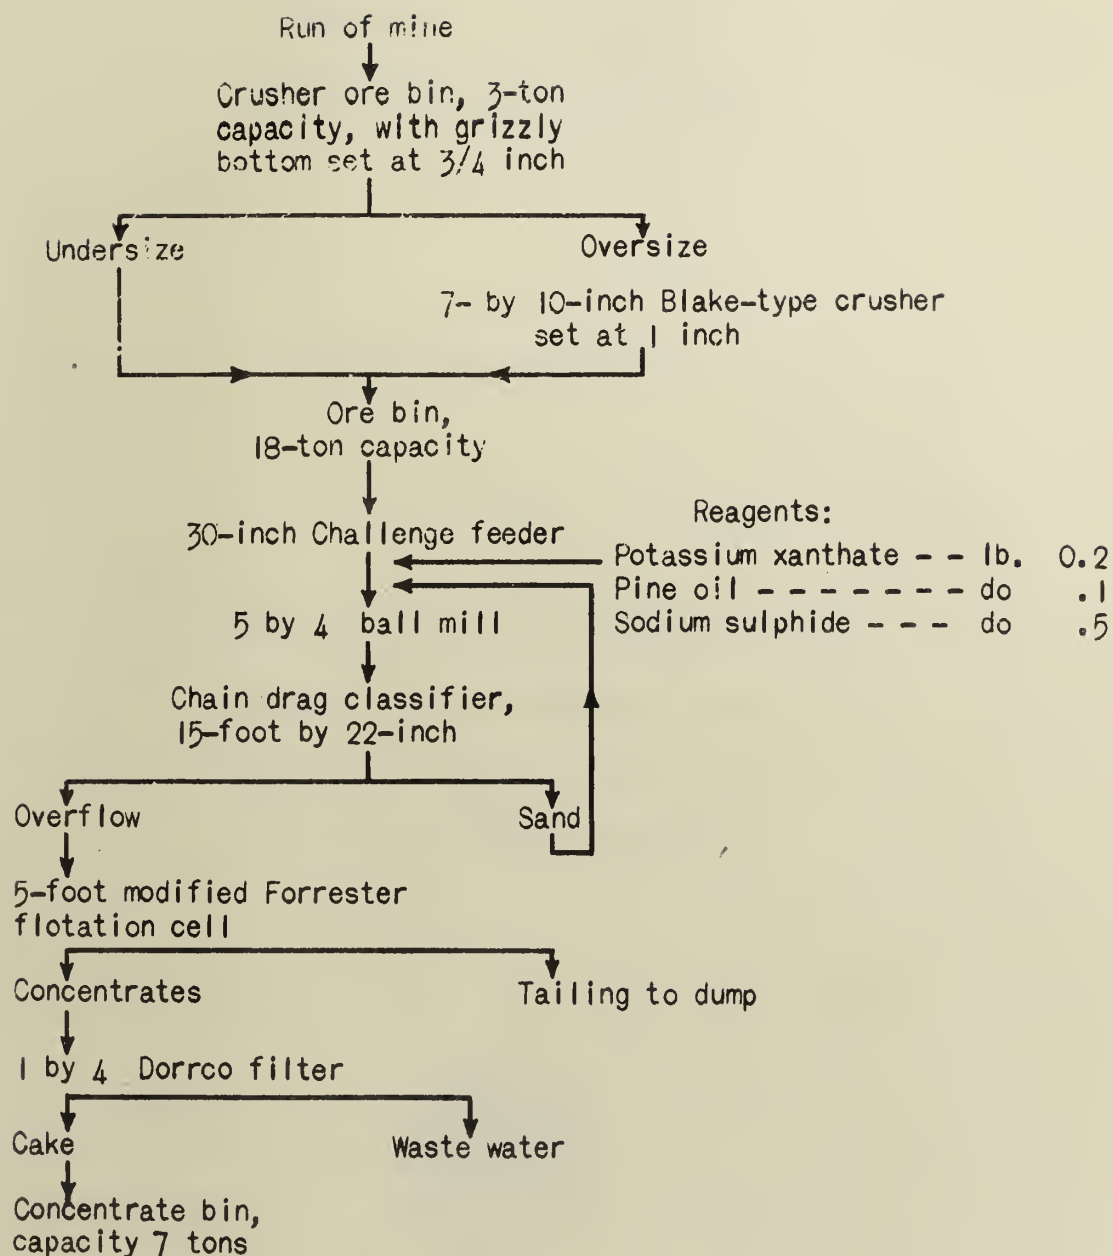 Run of mine
Crusher ore bin, 3-ton
capacity, with grizzly
bottom set at 3/4 inch
Undersize
Oversize
7- by 10-inch Blake-type crusher
set at 1 inch
Ore bin,
18-ton capacity
30-inch Challenge feeder
Reagents:
Potassium xanthate - - lb. 0.2
Pine oil - - - - - - - do .1
Sodium sulphide - - - do .5
5 by 4 ball mill
Chain drag classifier,
15-foot by 22-inch
Overflow
Sand
5-foot modified Forrester
flotation cell
Concentrates
Tailing to dump
1 by 4 Dorrco filter
Cake
Waste water
Concentrate bin,
capacity 7 tons